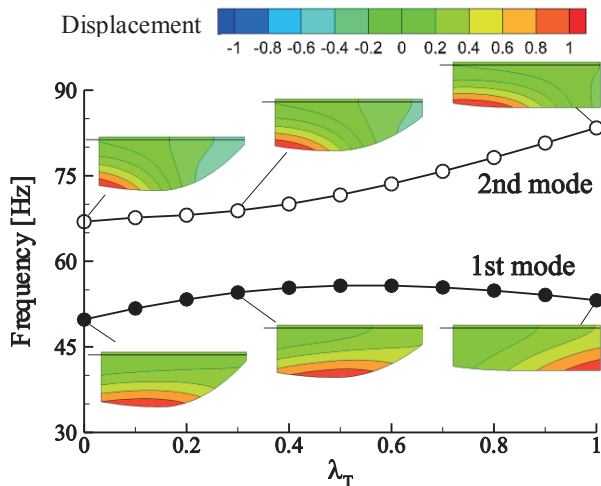 Displacement
-1 -0.8 -0.6 -0.4 -0.2 0 0.2 0.4 0.6 0.8 1
90
75
60
45
30
Frequency [Hz]
2nd mode
1st mode
0 0.2 0.4 0.6 0.8 1
λT